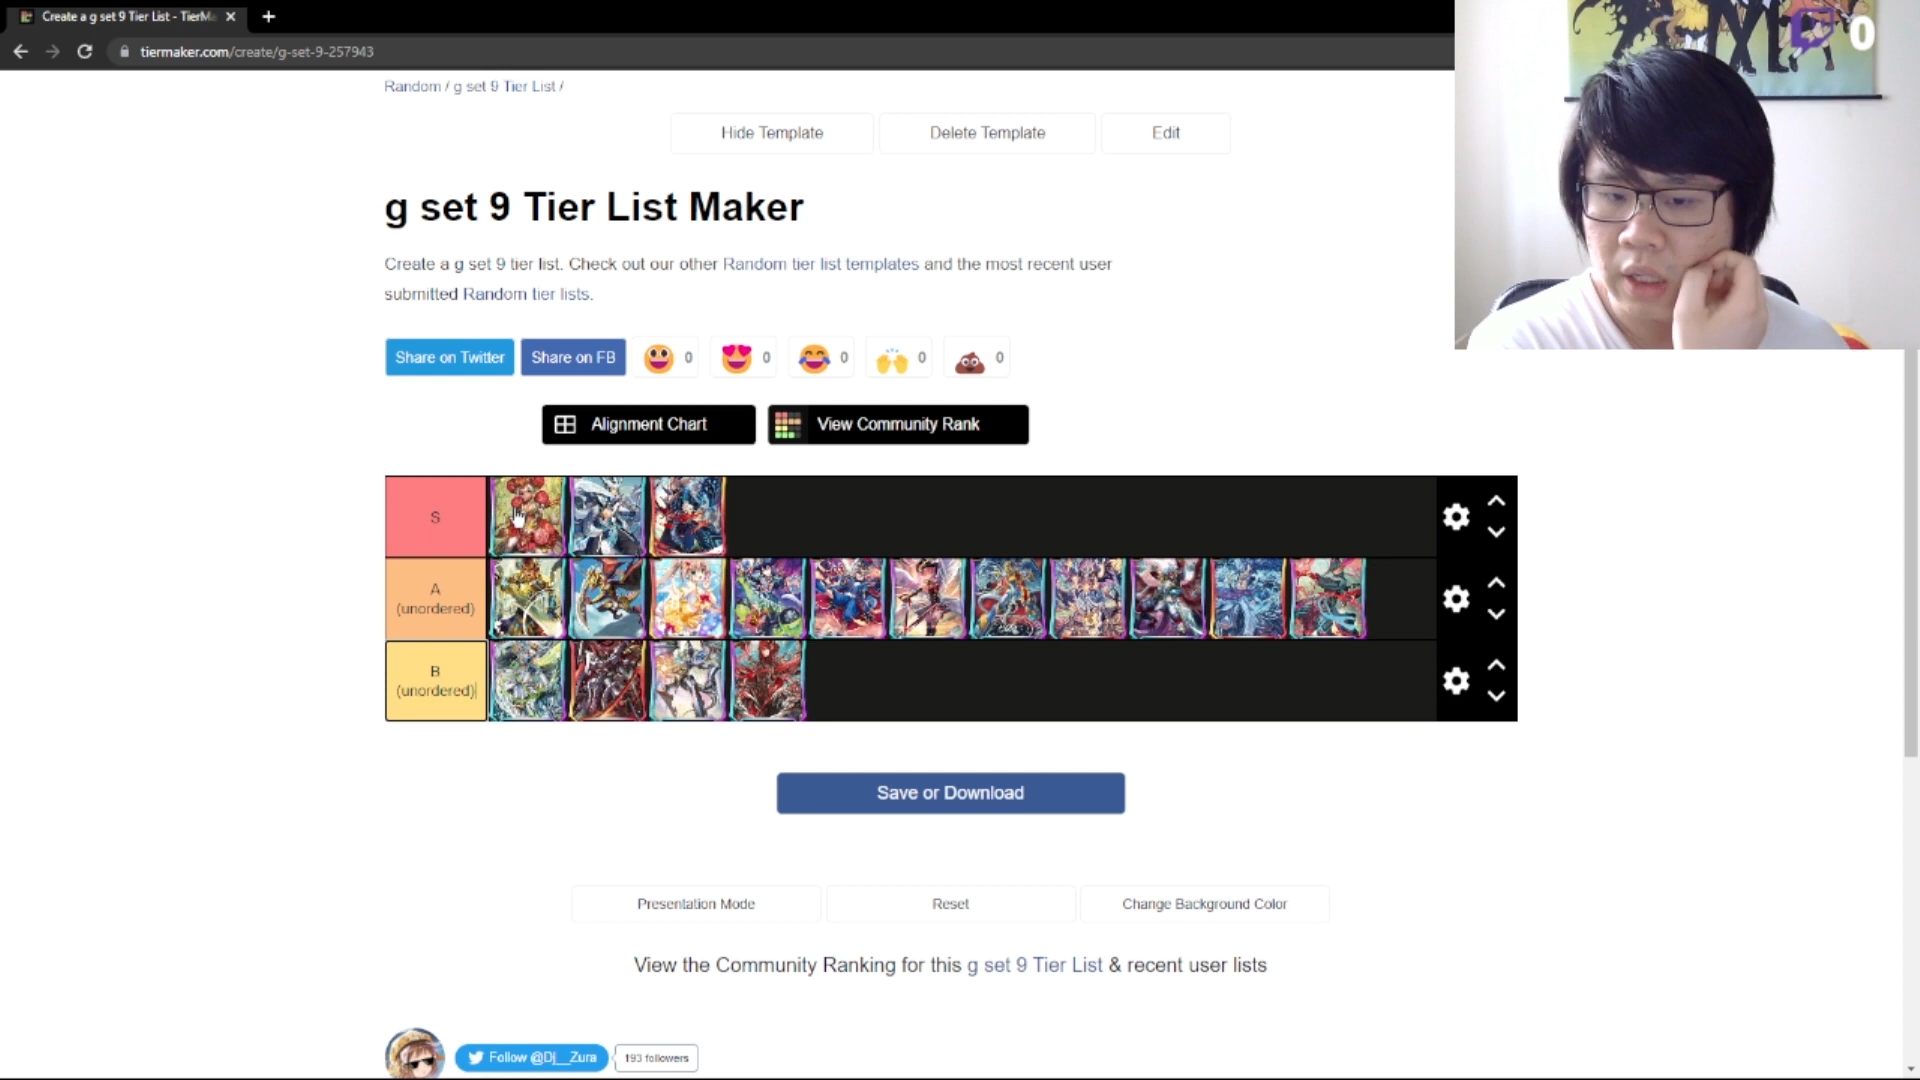 Create a g set 9 Tier List - TierMa
tiermaker.com/create/g-set-9-257943
0
Random / g set 9 Tier List /
Hide Template
Delete Template
Edit
g set 9 Tier List Maker
Create a g set 9 tier list. Check out our other Random tier list templates and the most recent user
submitted Random tier lists.
Share on Twitter
Share on FB
0
0
0
0
0
Alignment Chart
View Community Rank
S
A
(unordered)
B
(unordered)
Save or Download
Presentation Mode
Reset
Change Background Color
View the Community Ranking for this g set 9 Tier List & recent user lists
Follow @Dj__Zura
193 followers